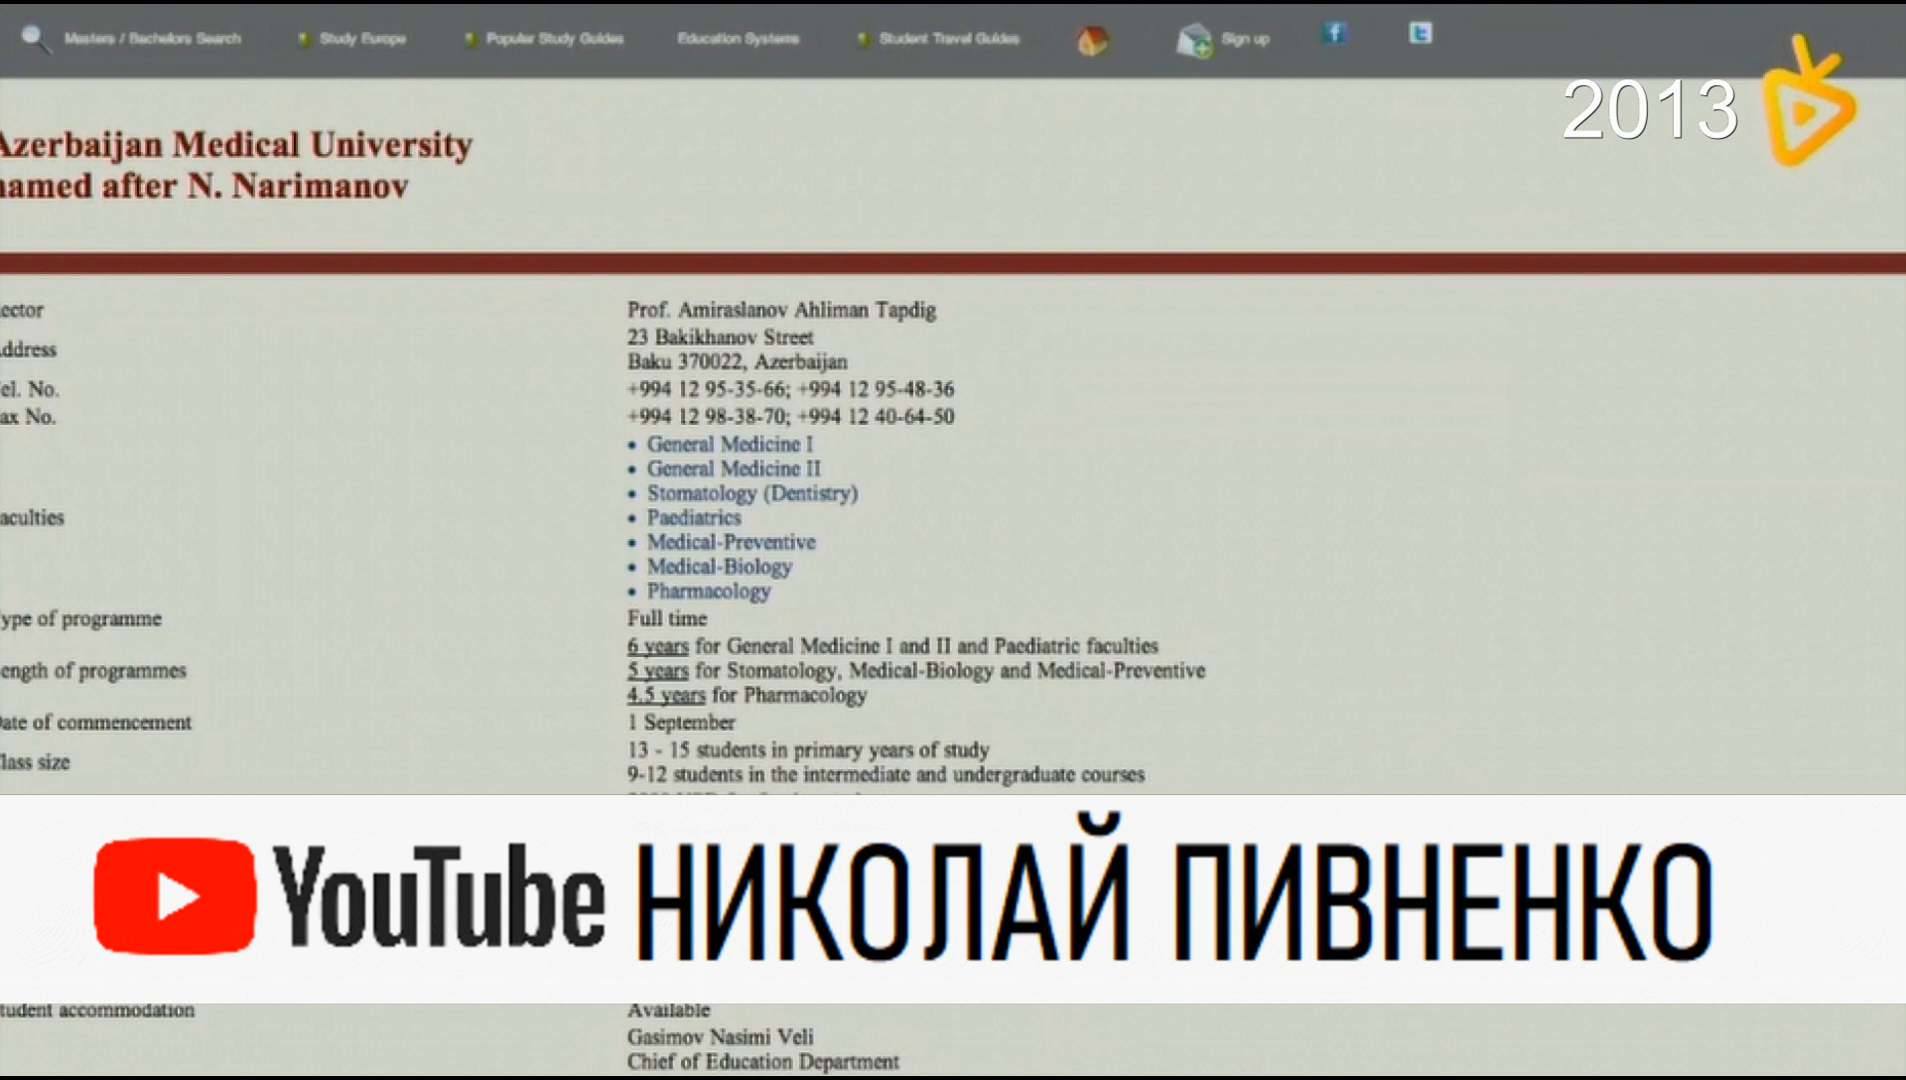 Masters / Bachelors Search Study Europe Popular Study Guides Education Systems Student Travel Guides Sign up
2013
Azerbaijan Medical University
named after N. Narimanov
ector Prof. Amiraslanov Ahliman Tapdig
ddress 23 Bakikhanov Street
Baku 370022, Azerbaijan
el. No. +994 12 95-35-66; +994 12 95-48-36
ax No. +994 12 98-38-70; +994 12 40-64-50
aculties
• General Medicine I
• General Medicine II
• Stomatology (Dentistry)
• Paediatrics
• Medical-Preventive
• Medical-Biology
• Pharmacology
ype of programme Full time
ength of programmes
6 years for General Medicine I and II and Paediatric faculties
5 years for Stomatology, Medical-Biology and Medical-Preventive
4.5 years for Pharmacology
Date of commencement 1 September
lass size
13 - 15 students in primary years of study
9-12 students in the intermediate and undergraduate courses
YouTube НИКОЛАЙ ПИВНЕНКО
tudent accommodation Available
Gasimov Nasimi Veli
Chief of Education Department